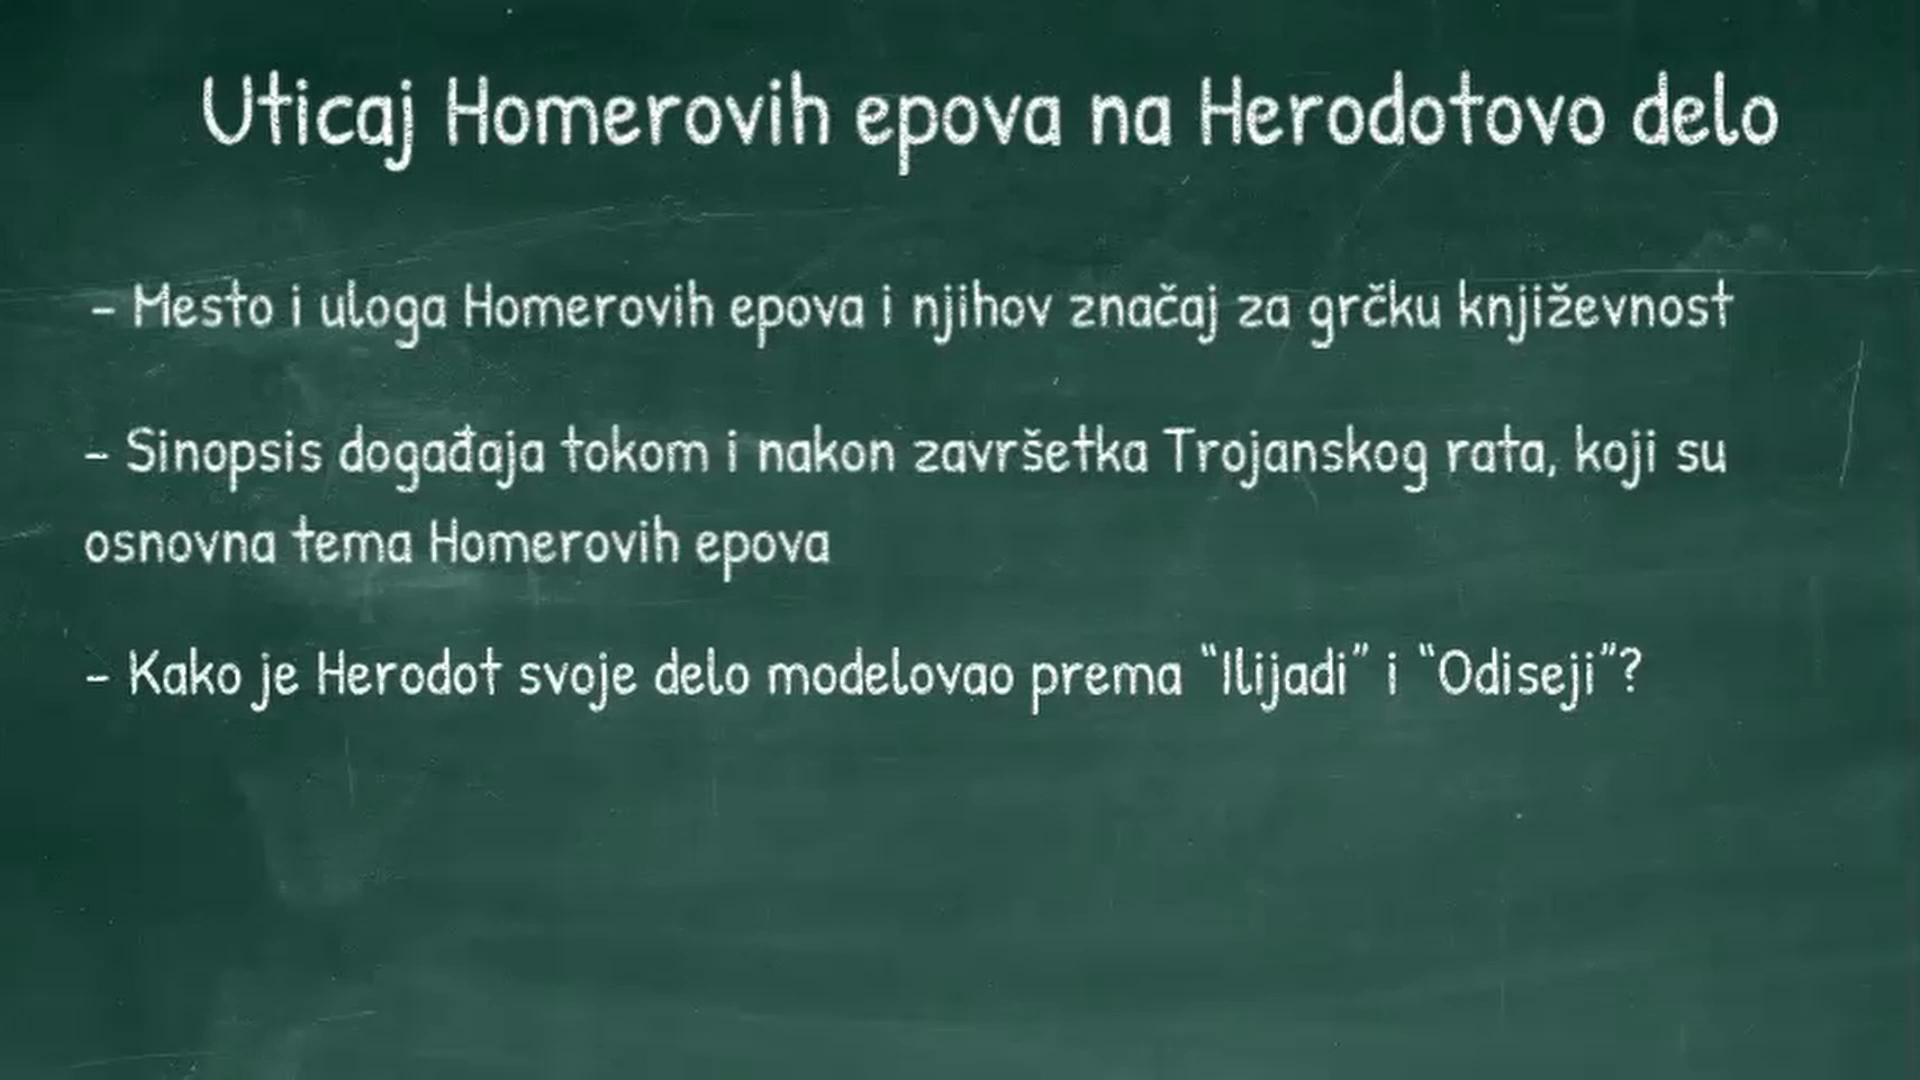 Uticaj Homerovih epova na Herodotovo delo
- Mesto i uloga Homerovih epova i njihov značaj za grčku književnost
- Sinopsis događaja tokom i nakon završetka Trojanskog rata, koji su
osnovna tema Homerovih epova
- Kako je Herodot svoje delo modelovao prema “Ilijadi” i “Odiseji”?